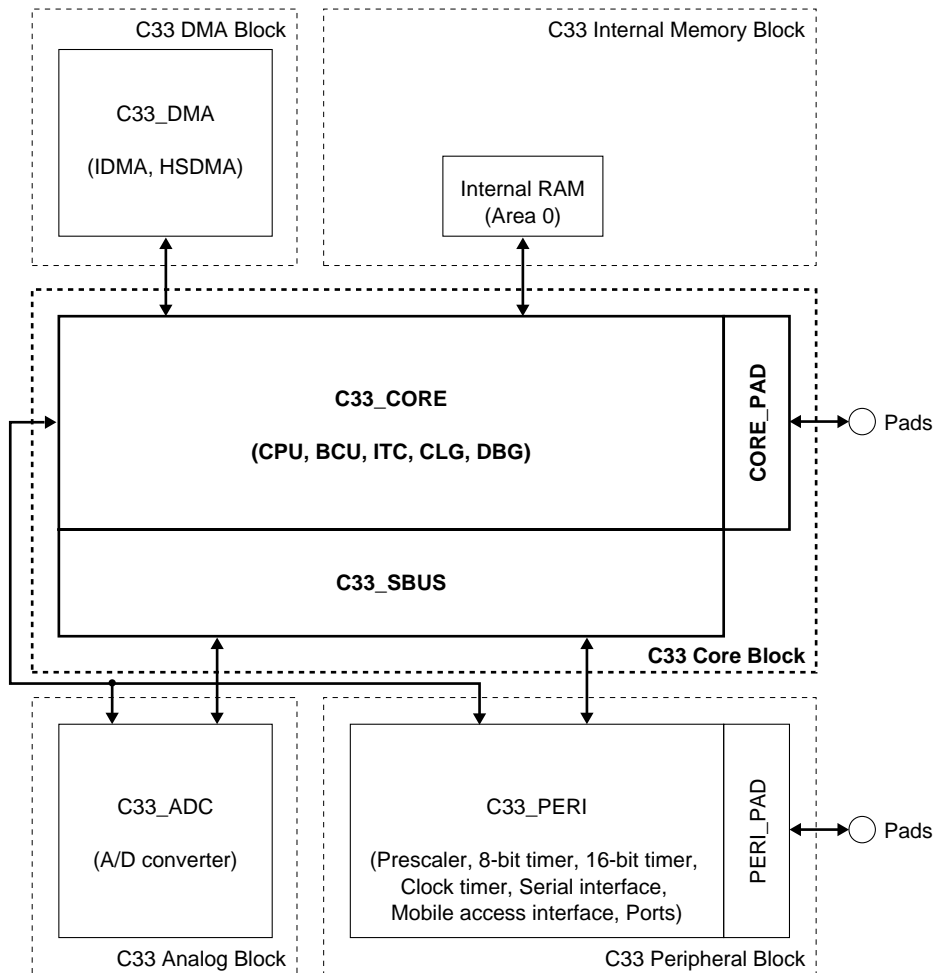 C33 DMA Block
C33 Internal Memory Block
C33_DMA
(IDMA, HSDMA)
Internal RAM
(Area 0)
C33_CORE
(CPU, BCU, ITC, CLG, DBG)
CORE_PAD
Pads
C33_SBUS
C33 Core Block
C33_ADC
(A/D converter)
C33_PERI
(Prescaler, 8-bit timer, 16-bit timer,
Clock timer, Serial interface,
Mobile access interface, Ports)
PERI_PAD
Pads
C33 Analog Block
C33 Peripheral Block